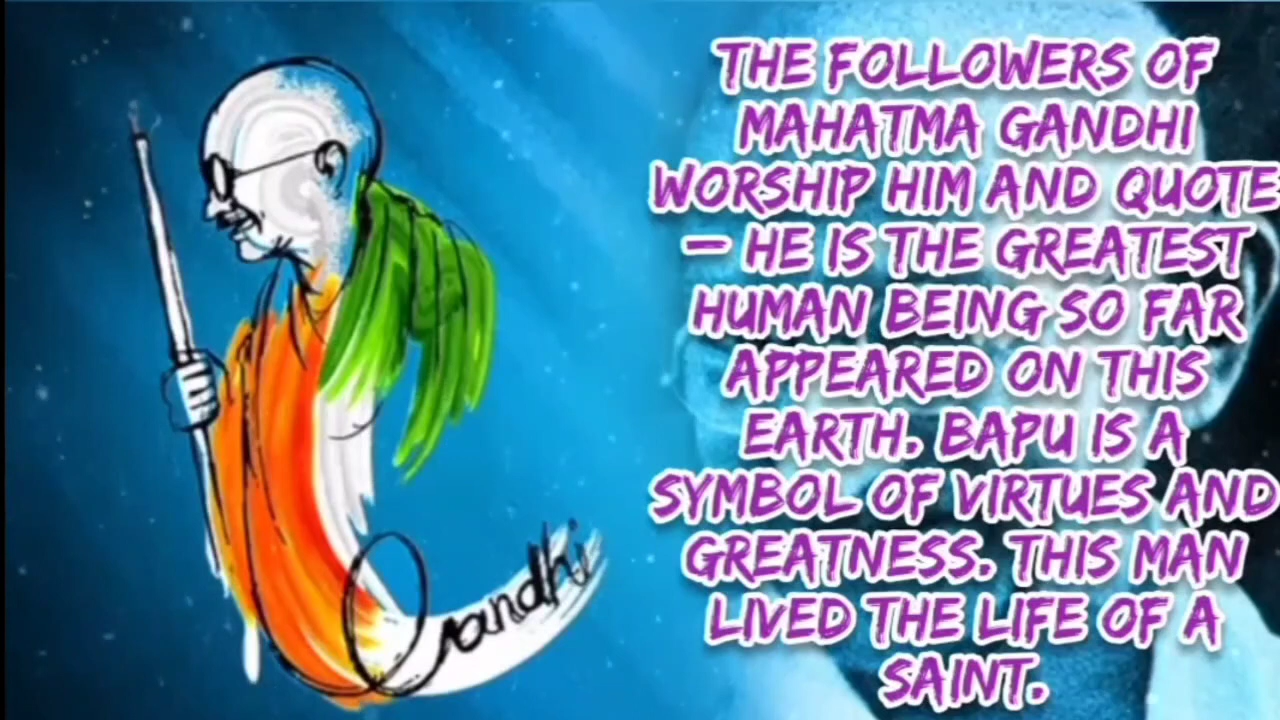 THE FOLLOWERS OF
MAHATMA GANDHI
WORSHIP HIM AND QUOTE
– HE IS THE GREATEST
HUMAN BEING SO FAR
APPEARED ON THIS
EARTH. BAPU IS A
SYMBOL OF VIRTUES AND
GREATNESS. THIS MAN
LIVED THE LIFE OF A
SAINT.
Gandhi